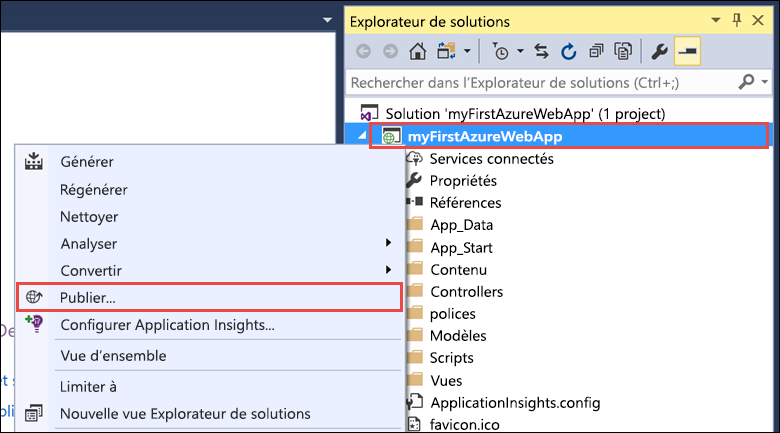 Explorateur de solutions
Rechercher dans l'Explorateur de solutions (Ctrl+;)
Solution 'myFirstAzureWebApp' (1 project)
myFirstAzureWebApp
Services connectés
Propriétés
Références
App_Data
App_Start
Contenu
Controllers
polices
Modèles
Scripts
Vues
ApplicationInsights.config
favicon.ico
Générer
Régénérer
Nettoyer
Analyser
Convertir
Publier...
Configurer Application Insights...
Vue d'ensemble
Limiter à
Nouvelle vue Explorateur de solutions